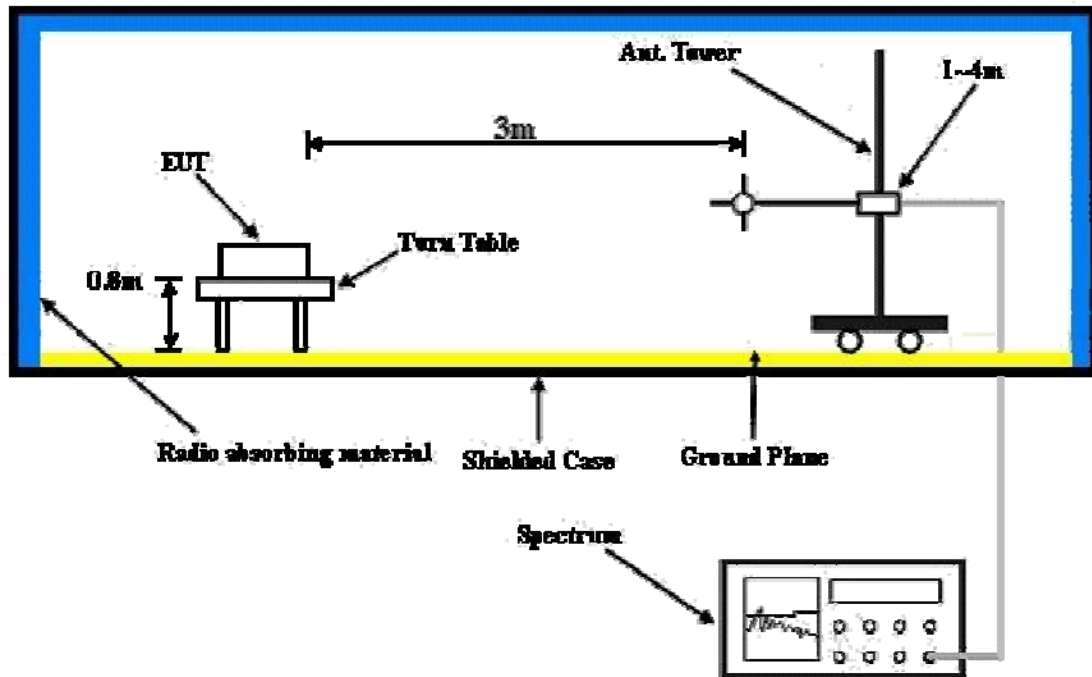 Ant. Tower
1~4m
3m
EUT
Turn Table
0.8m
Radio absorbing material
Shielded Case
Ground Plane
Spectrum